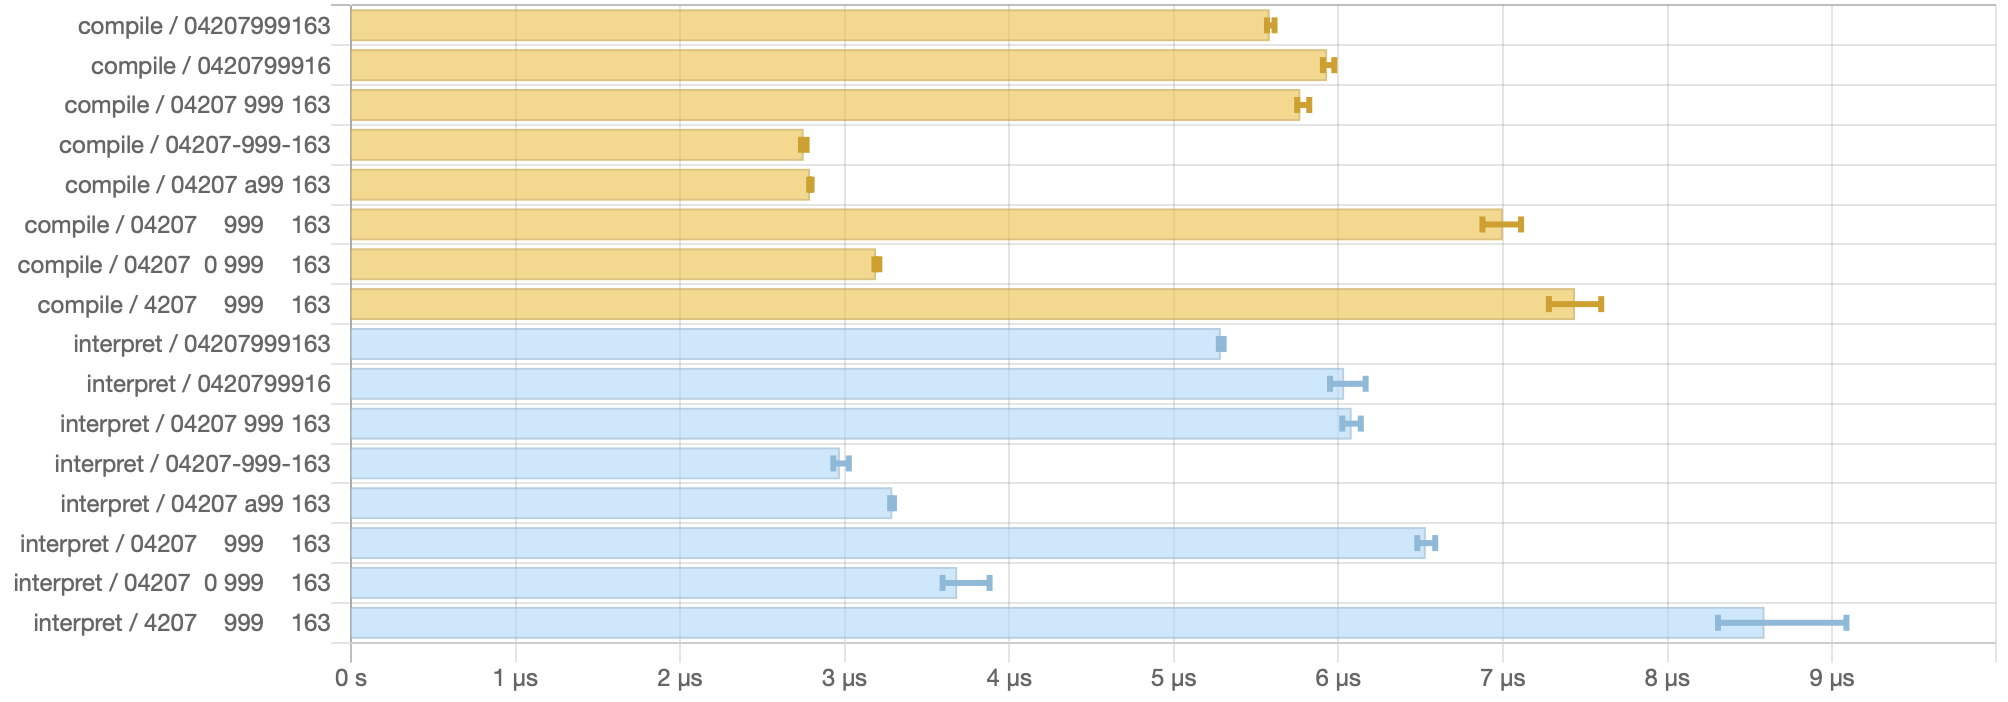 compile / 04207999163
compile / 0420799916
compile / 04207 999 163
compile / 04207-999-163
compile / 04207 a99 163
compile / 04207    999    163
compile / 04207  0 999    163
compile / 4207    999    163
interpret / 04207999163
interpret / 0420799916
interpret / 04207 999 163
interpret / 04207-999-163
interpret / 04207 a99 163
interpret / 04207    999    163
interpret / 04207  0 999    163
interpret / 4207    999    163
0 s 1 µs 2 µs 3 µs 4 µs 5 µs 6 µs 7 µs 8 µs 9 µs